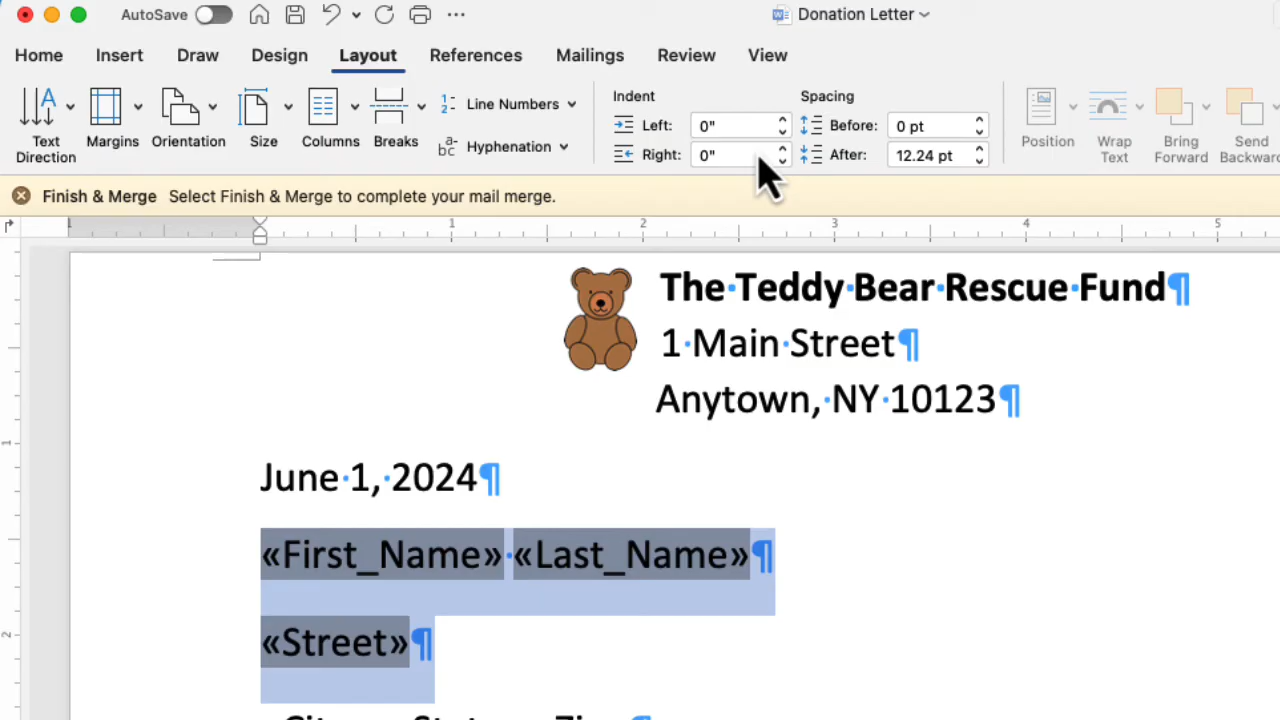 AutoSave
Donation Letter
Home Insert Draw Design Layout References Mailings Review View
Text Direction
Margins
Orientation
Size
Columns
Breaks
Line Numbers
Hyphenation
Indent
Left: 0"
Right: 0"
Spacing
Before: 0 pt
After: 12.24 pt
Position
Wrap Text
Bring Forward
Send Backward
Finish & Merge Select Finish & Merge to complete your mail merge.
1 1 2 3 4 5
The·Teddy·Bear·Rescue·Fund¶
1·Main·Street¶
Anytown,·NY·10123¶
1
June·1,·2024¶
«First_Name»·«Last_Name»¶
2
«Street»¶